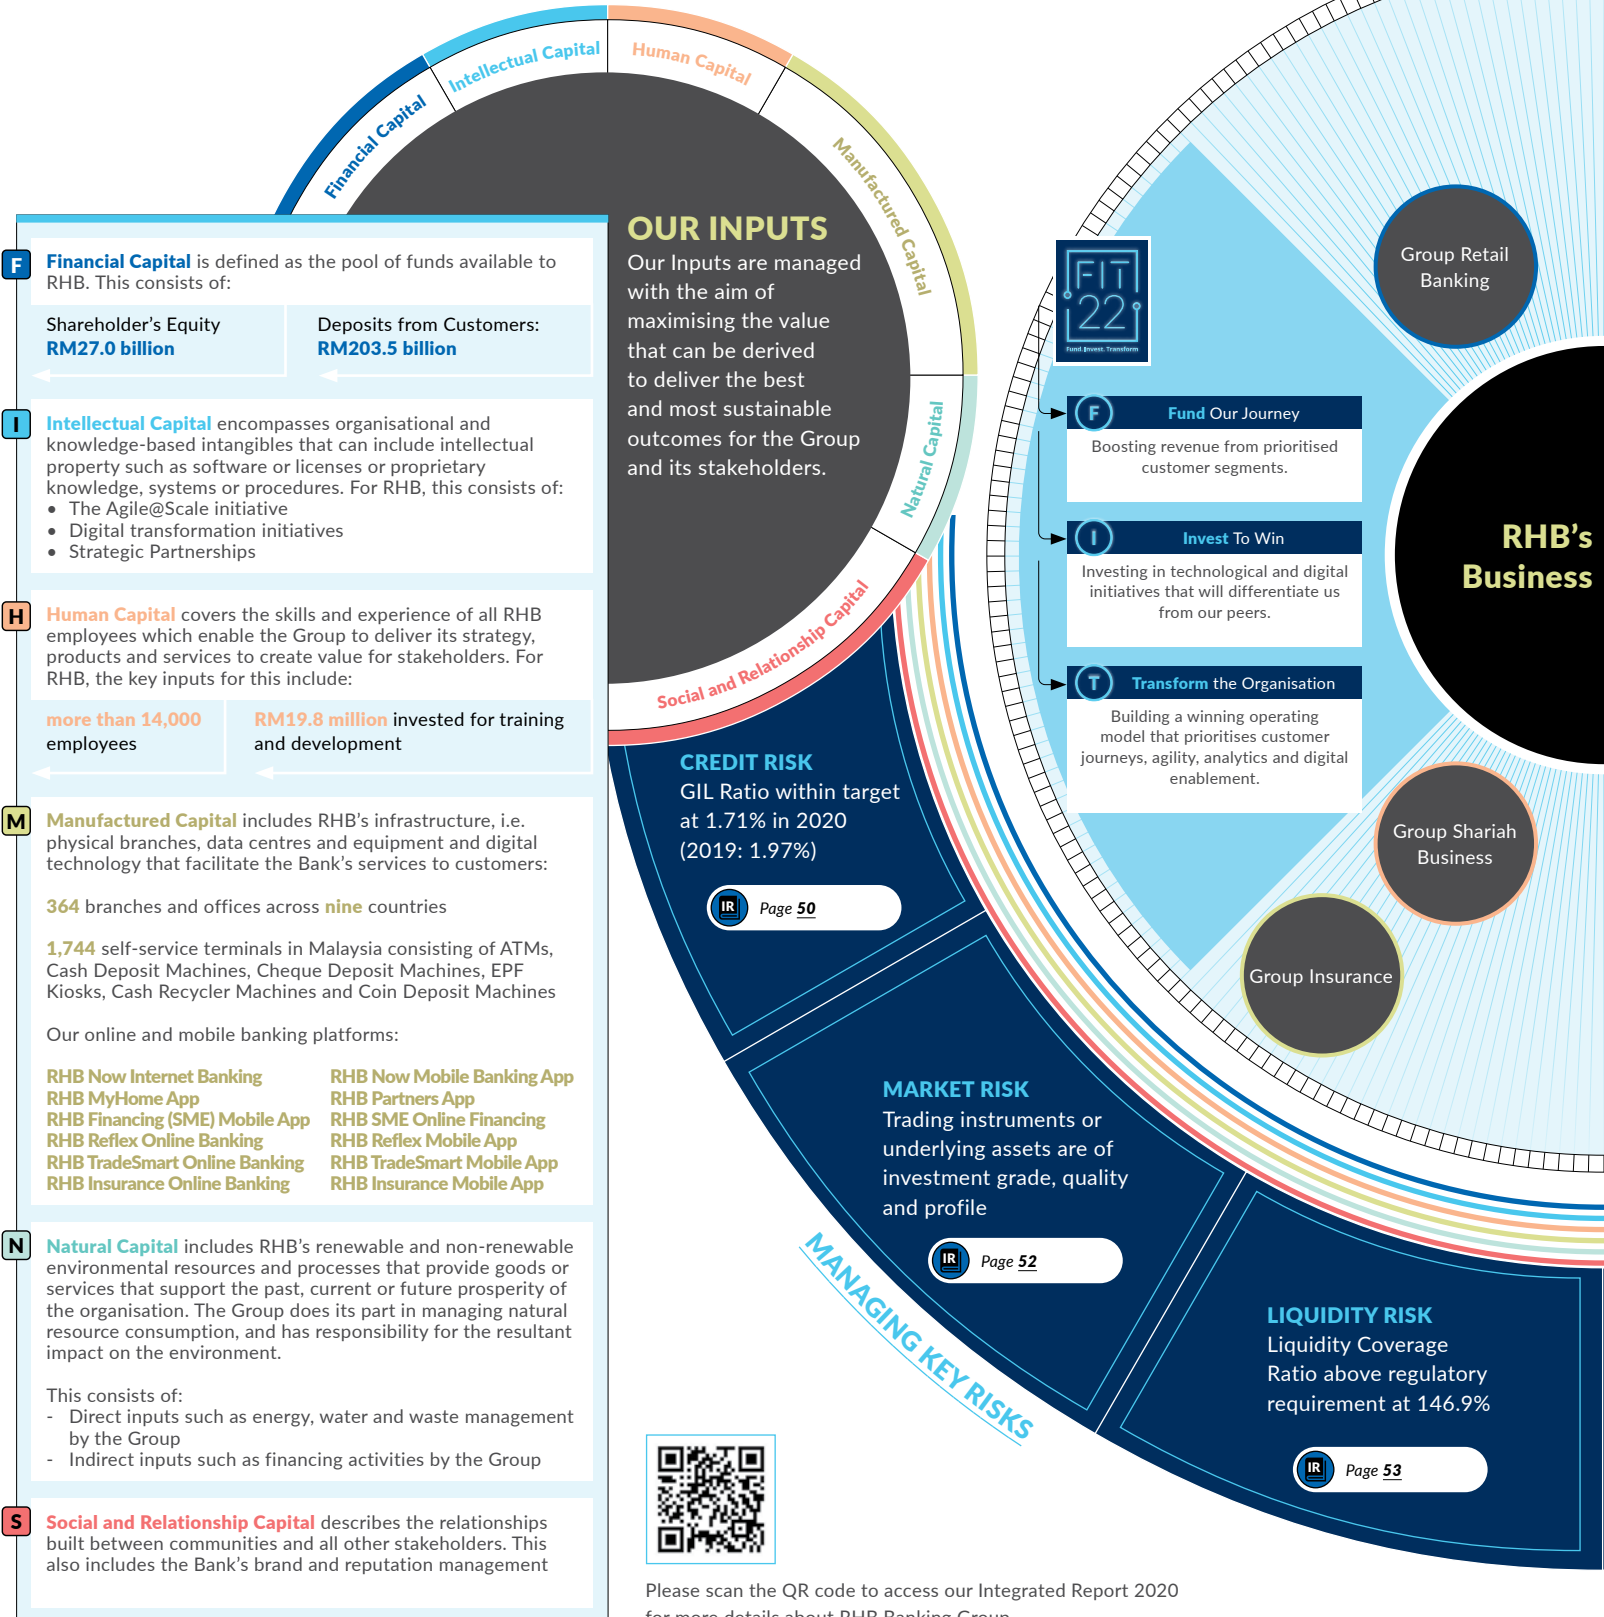 Financial Capital
Intellectual Capital
Human Capital
Manufactured Capital
Natural Capital
Social and Relationship Capital
OUR INPUTS
Our Inputs are managed
with the aim of
maximising the value
that can be derived
to deliver the best
and most sustainable
outcomes for the Group
and its stakeholders.
F
Financial Capital is defined as the pool of funds available to
RHB. This consists of:
Shareholder's Equity
RM27.0 billion
Deposits from Customers:
RM203.5 billion
I
Intellectual Capital encompasses organisational and
knowledge-based intangibles that can include intellectual
property such as software or licenses or proprietary
knowledge, systems or procedures. For RHB, this consists of:
• The Agile@Scale initiative
• Digital transformation initiatives
• Strategic Partnerships
H
Human Capital covers the skills and experience of all RHB
employees which enable the Group to deliver its strategy,
products and services to create value for stakeholders. For
RHB, the key inputs for this include:
more than 14,000
employees
RM19.8 million invested for training
and development
M
Manufactured Capital includes RHB's infrastructure, i.e.
physical branches, data centres and equipment and digital
technology that facilitate the Bank's services to customers:
364 branches and offices across nine countries
1,744 self-service terminals in Malaysia consisting of ATMs,
Cash Deposit Machines, Cheque Deposit Machines, EPF
Kiosks, Cash Recycler Machines and Coin Deposit Machines
Our online and mobile banking platforms:
RHB Now Internet Banking
RHB MyHome App
RHB Financing (SME) Mobile App
RHB Reflex Online Banking
RHB TradeSmart Online Banking
RHB Insurance Online Banking
RHB Now Mobile Banking App
RHB Partners App
RHB SME Online Financing
RHB Reflex Mobile App
RHB TradeSmart Mobile App
RHB Insurance Mobile App
N
Natural Capital includes RHB's renewable and non-renewable
environmental resources and processes that provide goods or
services that support the past, current or future prosperity of
the organisation. The Group does its part in managing natural
resource consumption, and has responsibility for the resultant
impact on the environment.
This consists of:
- Direct inputs such as energy, water and waste management
by the Group
- Indirect inputs such as financing activities by the Group
S
Social and Relationship Capital describes the relationships
built between communities and all other stakeholders. This
also includes the Bank's brand and reputation management
CREDIT RISK
GIL Ratio within target
at 1.71% in 2020
(2019: 1.97%)
IR Page 50
MARKET RISK
Trading instruments or
underlying assets are of
investment grade, quality
and profile
IR Page 52
LIQUIDITY RISK
Liquidity Coverage
Ratio above regulatory
requirement at 146.9%
IR Page 53
MANAGING KEY RISKS
Please scan the QR code to access our Integrated Report 2020
for more details about RHB Banking Group
FIT
22
Fund. Invest. Transform
F
Fund Our Journey
Boosting revenue from prioritised
customer segments.
I
Invest To Win
Investing in technological and digital
initiatives that will differentiate us
from our peers.
T
Transform the Organisation
Building a winning operating
model that prioritises customer
journeys, agility, analytics and digital
enablement.
Group Retail
Banking
RHB's
Business
Group Shariah
Business
Group Insurance